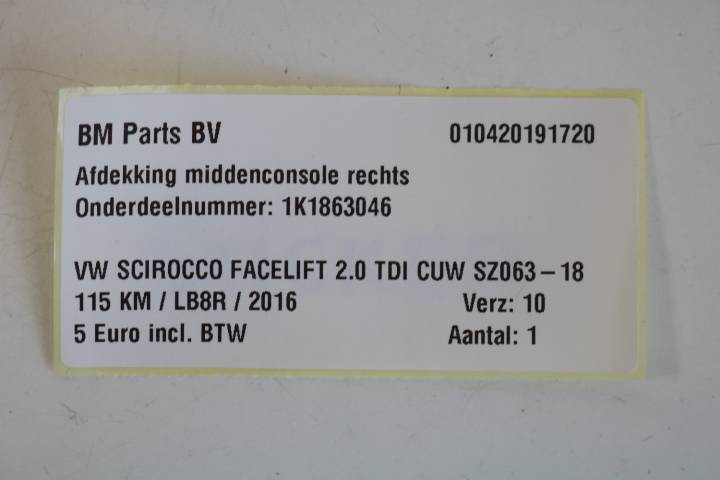 BM Parts BV 010420191720
Afdekking middenconsole rechts
Onderdeelnummer: 1K1863046
VW SCIROCCO FACELIFT 2.0 TDI CUW SZ063-18
115 KM / LB8R / 2016 Verz: 10
5 Euro incl. BTW Aantal: 1